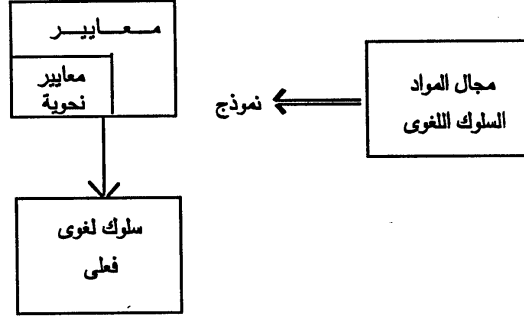 معايير
معايير
نحوية
مجال المواد
السلوك اللغوى
نموذج
سلوك لغوى
فعلى